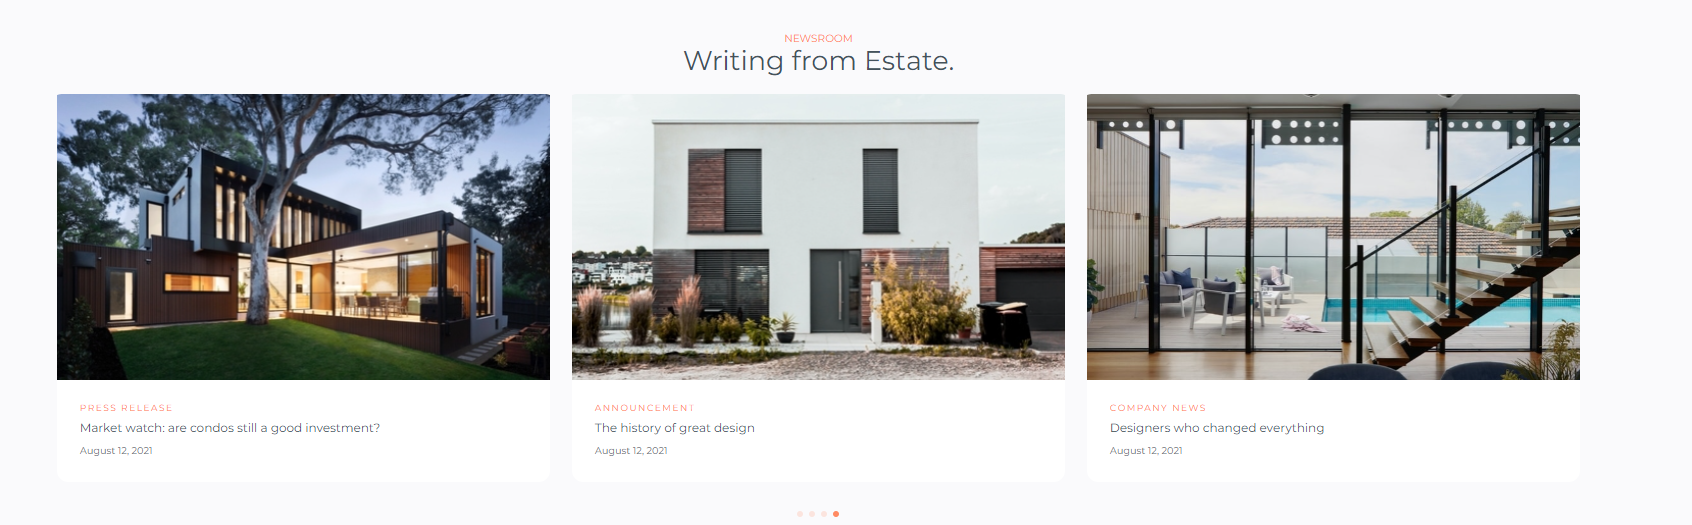 NEWSROOM
Writing from Estate.
PRESS RELEASE
Market watch: are condos still a good investment?
August 12, 2021
ANNOUNCEMENT
The history of great design
August 12, 2021
COMPANY NEWS
Designers who changed everything
August 12, 2021